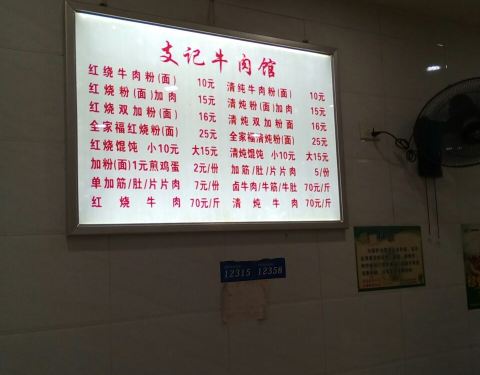 支记牛肉馆
红绕牛肉粉(面) 10元 清炖牛肉粉(面) 10元
红烧粉(面)加肉 15元 清炖粉(面)加肉 15元
红烧双加粉(面) 16元 清炖双加粉面 16元
全家福红烧粉(面) 25元 全家福清炖粉(面) 25元
红烧馄饨 小10元 大15元 清炖馄饨 小10元 大15元
加粉(面)1元煎鸡蛋 2元/份 加筋/肚/片片肉 5/份
单加筋/肚/片片肉 7元/份 卤牛肉/牛筋/牛肚 70元/斤
红烧牛肉 70元/斤 清炖牛肉 70元/斤
12315 12358